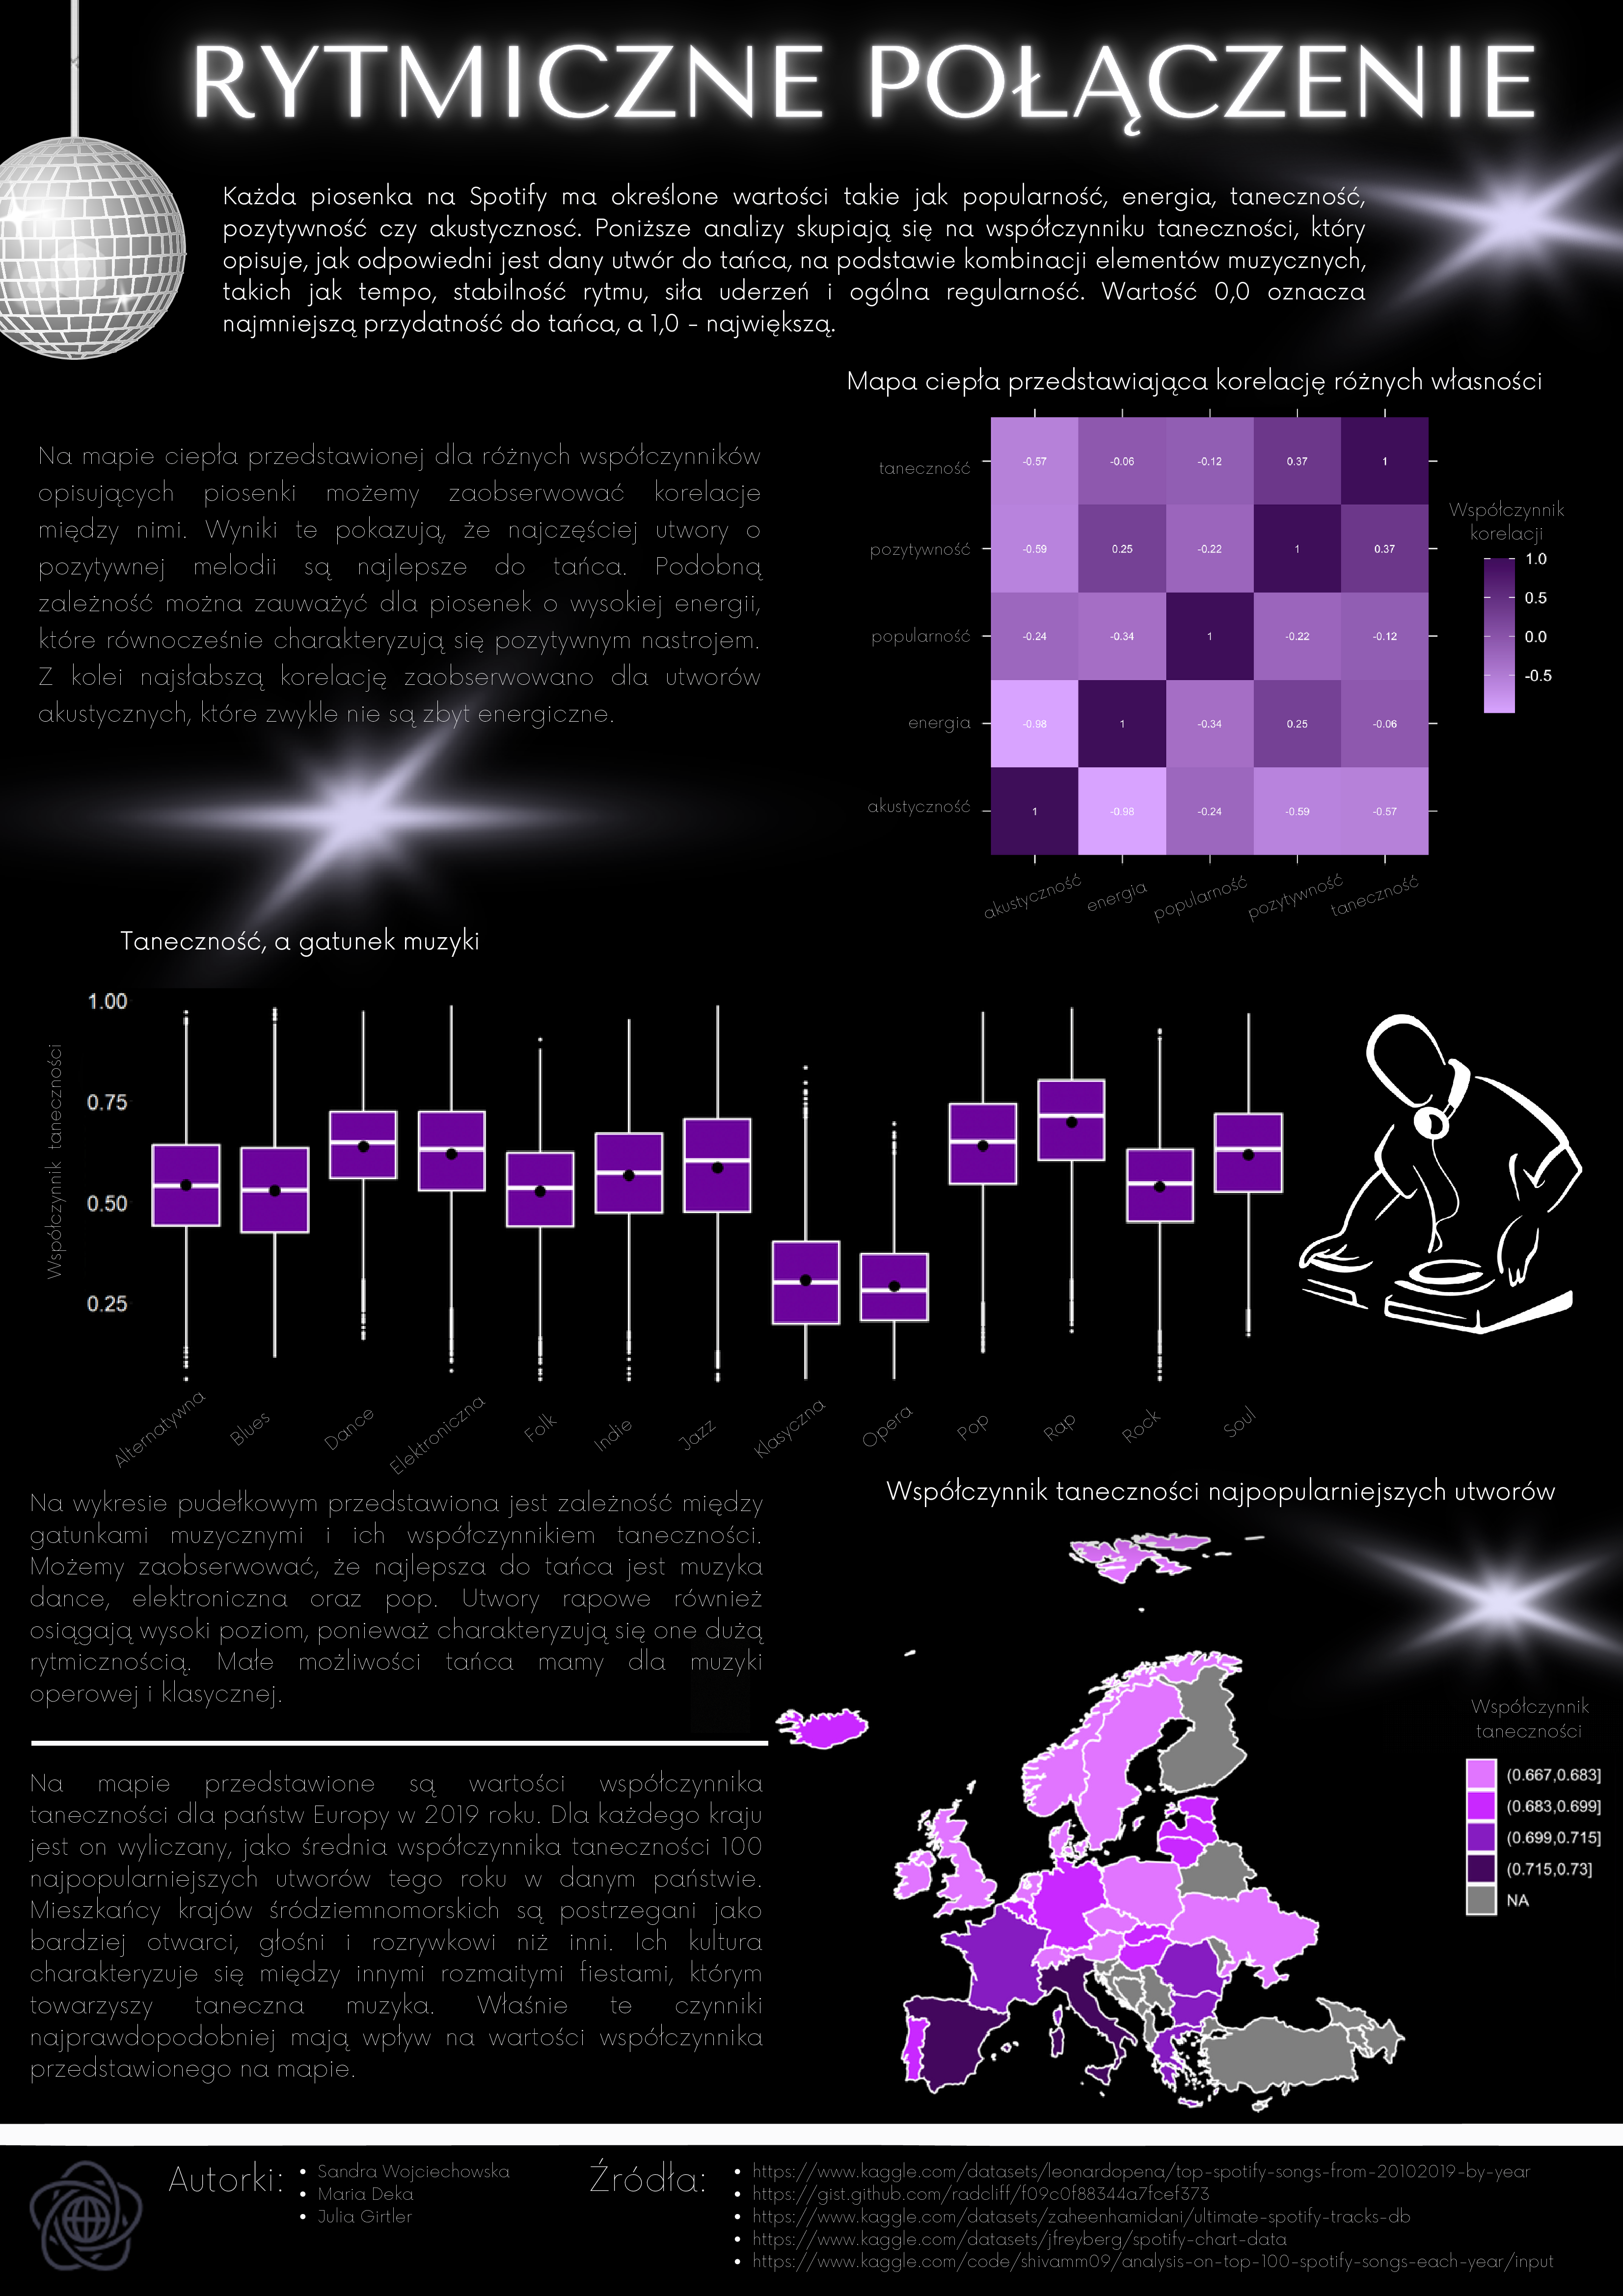 RYTMICZNE POŁĄCZENIE
Każda piosenka na Spotify ma określone wartości takie jak popularność, energia, taneczność,
pozytywność czy akustycznosć. Poniższe analizy skupiają się na współczynniku taneczności, który
opisuje, jak odpowiedni jest dany utwór do tańca, na podstawie kombinacji elementów muzycznych,
takich jak tempo, stabilność rytmu, siła uderzeń i ogólna regularność. Wartość 0,0 oznacza
najmniejszą przydatność do tańca, a 1,0 - największą.
Na mapie ciepła przedstawionej dla różnych współczynników
opisujących piosenki możemy zaobserwować korelacje
między nimi. Wyniki te pokazują, że najczęściej utwory o
pozytywnej melodii są najlepsze do tańca. Podobną
zależność można zauważyć dla piosenek o wysokiej energii,
które równocześnie charakteryzują się pozytywnym nastrojem.
Z kolei najsłabszą korelację zaobserwowano dla utworów
akustycznych, które zwykle nie są zbyt energiczne.
Mapa ciepła przedstawiająca korelację różnych własności
taneczność -0.57 -0.06 -0.12 0.37 1
pozytywność -0.59 0.25 -0.22 1 0.37
popularność -0.24 -0.34 1 -0.22 -0.12
energia -0.98 1 -0.34 0.25 -0.06
akustyczność 1 -0.98 -0.24 -0.59 -0.57
akustyczność energia popularność pozytywność taneczność
Współczynnik
korelacji
1.0
0.5
0.0
-0.5
Taneczność, a gatunek muzyki
Współczynnik taneczności
1.00
0.75
0.50
0.25
Alternatywna Blues Dance Elektroniczna Folk Indie Jazz Klasyczna Opera Pop Rap Rock Soul
Na wykresie pudełkowym przedstawiona jest zależność między
gatunkami muzycznymi i ich współczynnikiem taneczności.
Możemy zaobserwować, że najlepsza do tańca jest muzyka
dance, elektroniczna oraz pop. Utwory rapowe również
osiągają wysoki poziom, ponieważ charakteryzują się one dużą
rytmicznością. Małe możliwości tańca mamy dla muzyki
operowej i klasycznej.
Na mapie przedstawione są wartości współczynnika
taneczności dla państw Europy w 2019 roku. Dla każdego kraju
jest on wyliczany, jako średnia współczynnika taneczności 100
najpopularniejszych utworów tego roku w danym państwie.
Mieszkańcy krajów śródziemnomorskich są postrzegani jako
bardziej otwarci, głośni i rozrywkowi niż inni. Ich kultura
charakteryzuje się między innymi rozmaitymi fiestami, którym
towarzyszy taneczna muzyka. Właśnie te czynniki
najprawdopodobniej mają wpływ na wartości współczynnika
przedstawionego na mapie.
Współczynnik taneczności najpopularniejszych utworów
Współczynnik
taneczności
(0.667,0.683]
(0.683,0.699]
(0.699,0.715]
(0.715,0.73]
NA
Autorki:
• Sandra Wojciechowska
• Maria Deka
• Julia Girtler
Źródła:
• https://www.kaggle.com/datasets/leonardopena/top-spotify-songs-from-20102019-by-year
• https://gist.github.com/radcliff/f09c0f88344a7fcef373
• https://www.kaggle.com/datasets/zaheenhamidani/ultimate-spotify-tracks-db
• https://www.kaggle.com/datasets/jfreyberg/spotify-chart-data
• https://www.kaggle.com/code/shivamm09/analysis-on-top-100-spotify-songs-each-year/input